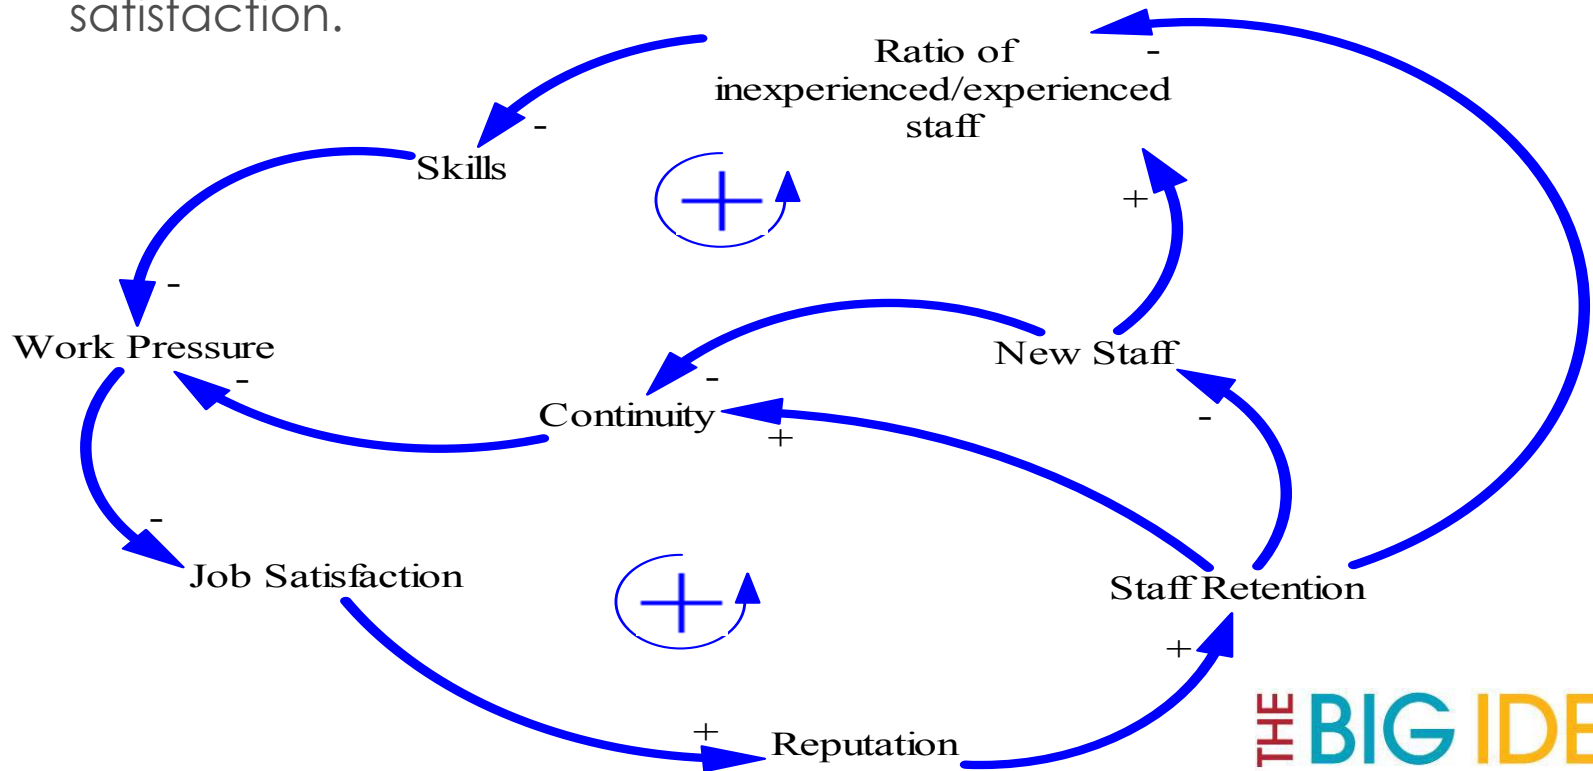 satisfaction.
Ratio of
inexperienced/experienced
staff
-
-
Skills
+
-
Work Pressure
New Staff
-
-
Continuity
+
-
-
Job Satisfaction
Staff Retention
+
+
Reputation
THE BIG IDE